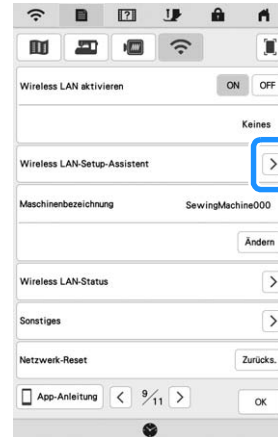 Wireless LAN aktivieren ON OFF
Keines
Wireless LAN-Setup-Assistent >
Maschinenbezeichnung SewingMachine000
Ändern
Wireless LAN-Status >
Sonstiges >
Netzwerk-Reset Zurücks.
App-Anleitung < 9/11 > OK